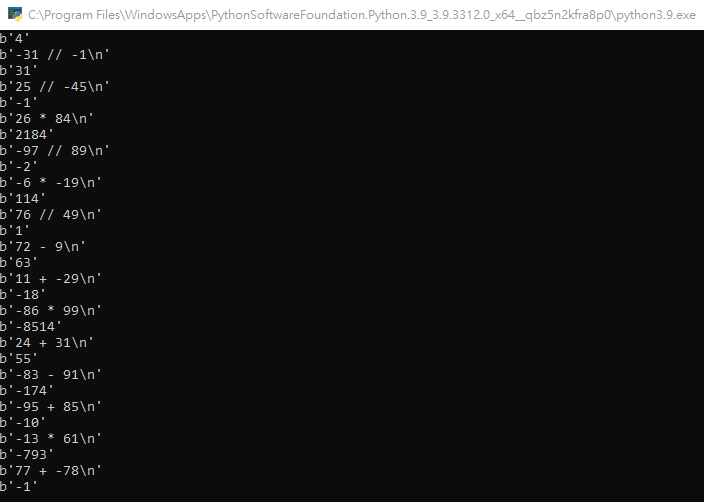 C:\Program Files\WindowsApps\PythonSoftwareFoundation.Python.3.9_3.9.3312.0_x64__qbz5n2kfra8p0\python3.9.exe
b'4'
b'-31 // -1\n'
b'31'
b'25 // -45\n'
b'-1'
b'26 * 84\n'
b'2184'
b'-97 // 89\n'
b'-2'
b'-6 * -19\n'
b'114'
b'76 // 49\n'
b'1'
b'72 - 9\n'
b'63'
b'11 + -29\n'
b'-18'
b'-86 * 99\n'
b'-8514'
b'24 + 31\n'
b'55'
b'-83 - 91\n'
b'-174'
b'-95 + 85\n'
b'-10'
b'-13 * 61\n'
b'-793'
b'77 + -78\n'
b'-1'